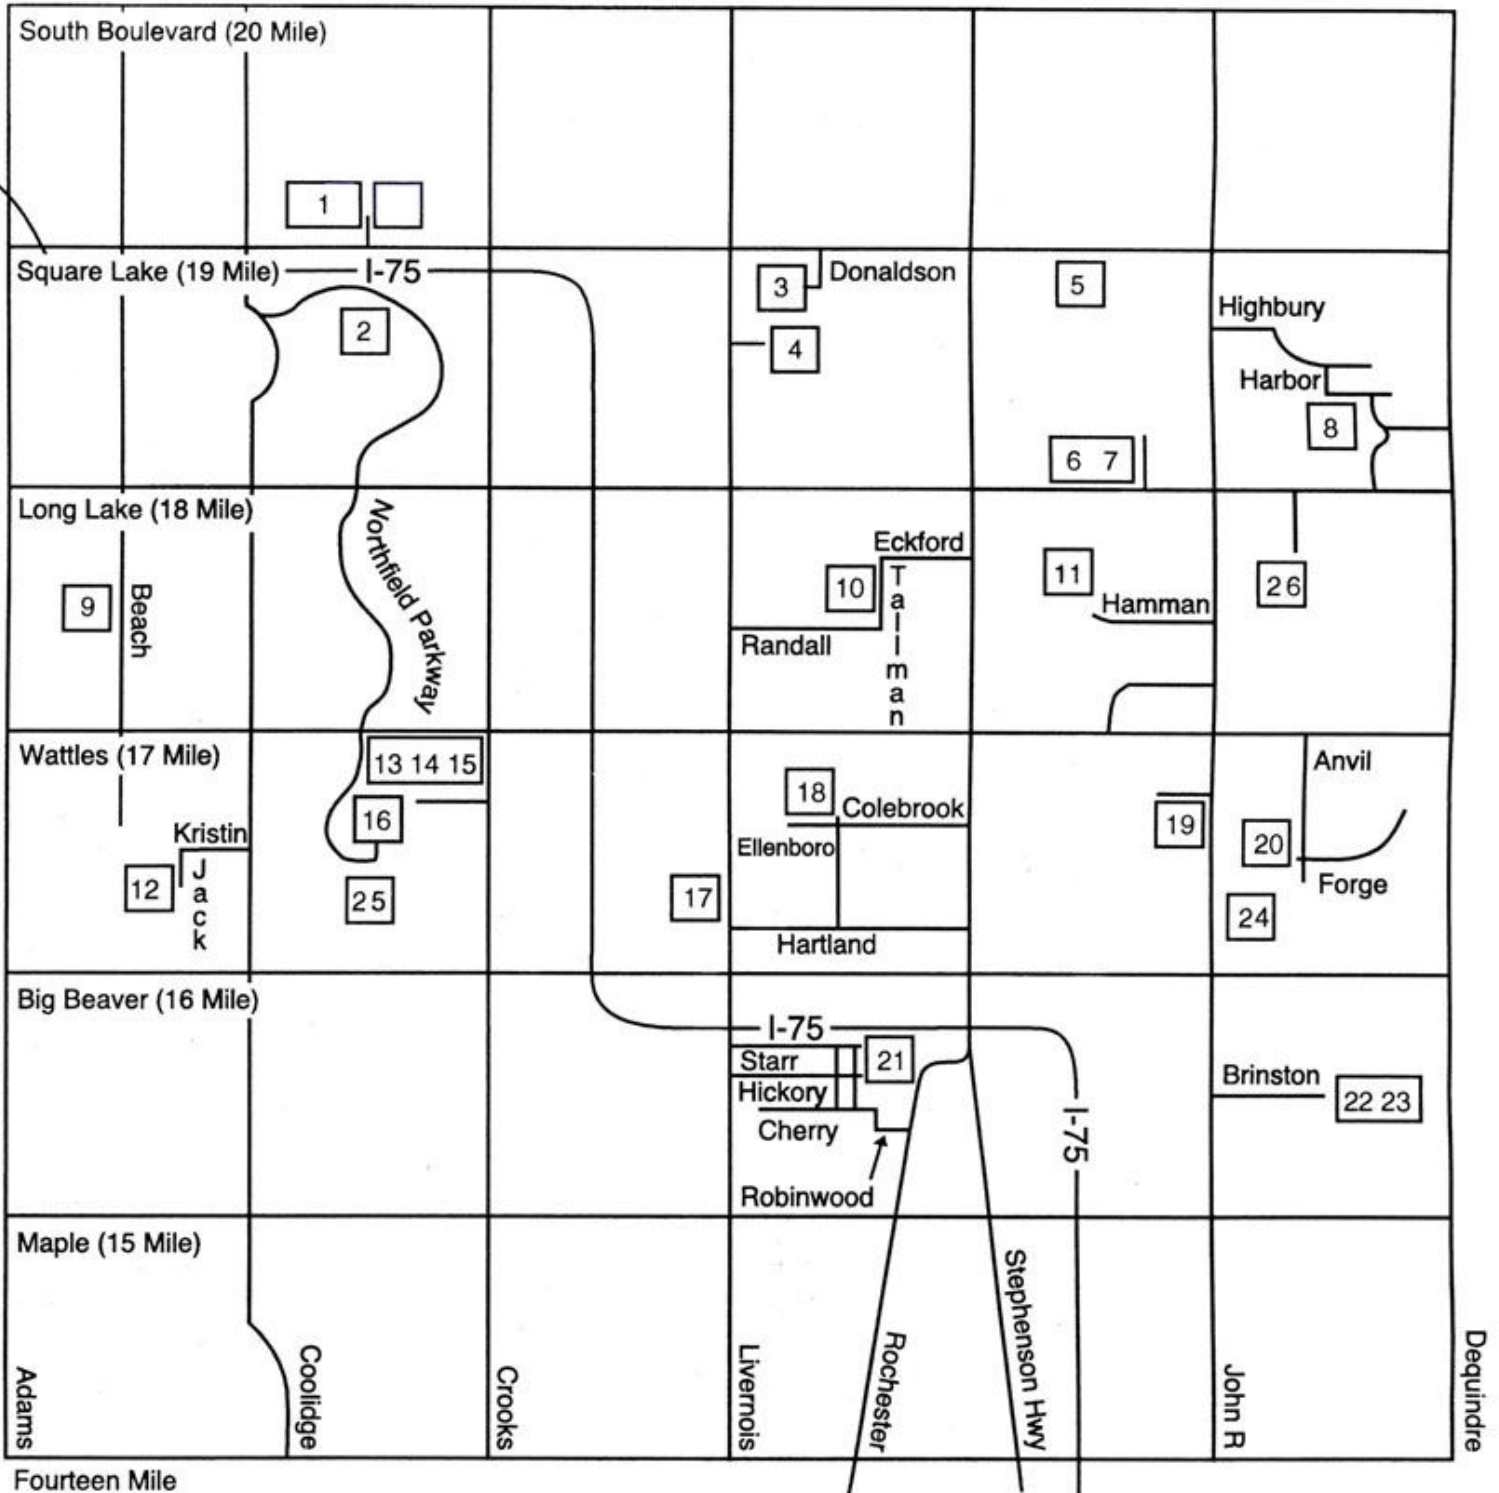 South Boulevard (20 Mile)
1
Square Lake (19 Mile)
I-75
2
3
Donaldson
4
5
Highbury
Harbor
8
6 7
Long Lake (18 Mile)
Northfield Parkway
Beach
9
Eckford
10
Tallman
Randall
11
Hamman
26
Wattles (17 Mile)
13 14 15
16
Kristin
Jack
12
25
17
18
Colebrook
Ellenboro
Hartland
19
Anvil
20
Forge
24
Big Beaver (16 Mile)
I-75
Starr
21
Hickory
Cherry
Robinwood
I-75
Brinston
22 23
Maple (15 Mile)
Adams
Coolidge
Crooks
Livernois
Rochester
Stephenson Hwy
John R
Dequindre
Fourteen Mile